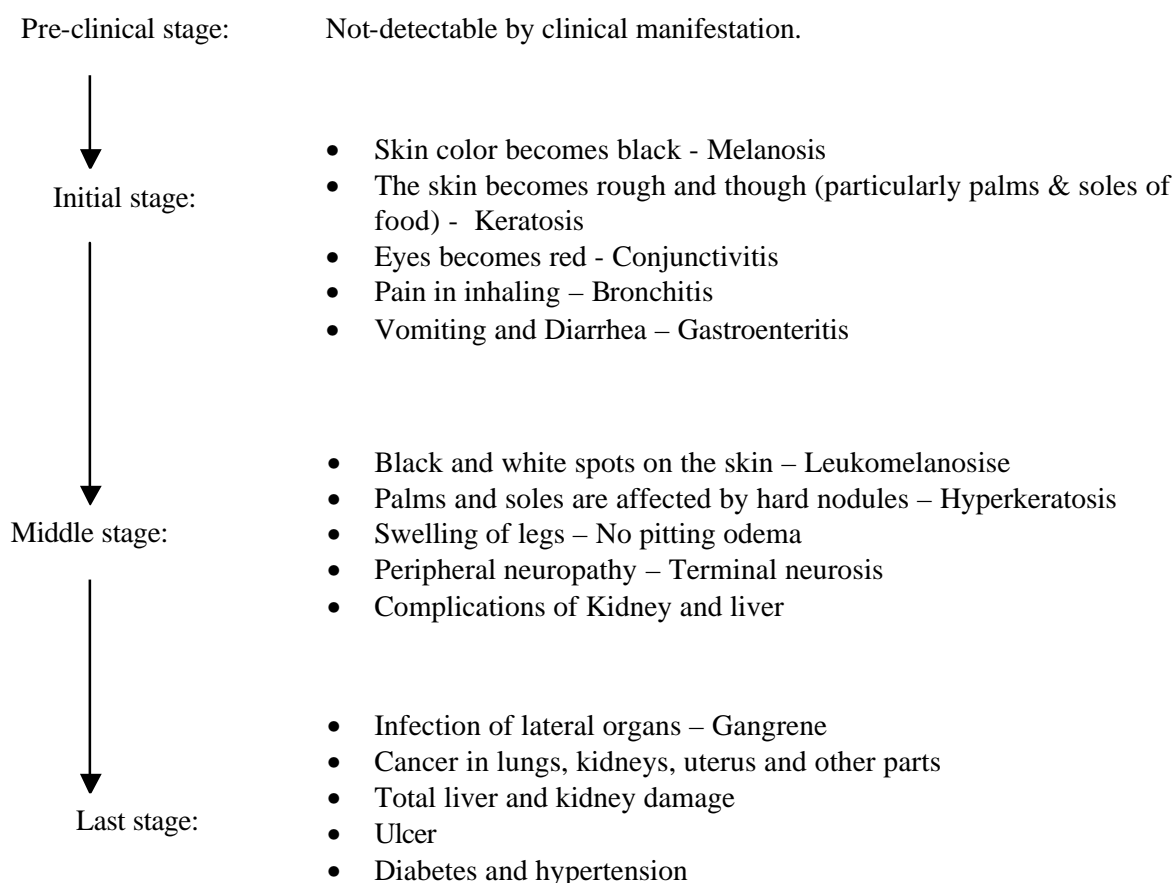 Pre-clinical stage: Not-detectable by clinical manifestation.
• Skin color becomes black - Melanosis
Initial stage:
• The skin becomes rough and though (particularly palms & soles of
food) - Keratosis
• Eyes becomes red - Conjunctivitis
• Pain in inhaling – Bronchitis
• Vomiting and Diarrhea – Gastroenteritis
• Black and white spots on the skin – Leukomelanosise
• Palms and soles are affected by hard nodules – Hyperkeratosis
Middle stage:
• Swelling of legs – No pitting odema
• Peripheral neuropathy – Terminal neurosis
• Complications of Kidney and liver
• Infection of lateral organs – Gangrene
• Cancer in lungs, kidneys, uterus and other parts
• Total liver and kidney damage
Last stage:
• Ulcer
• Diabetes and hypertension